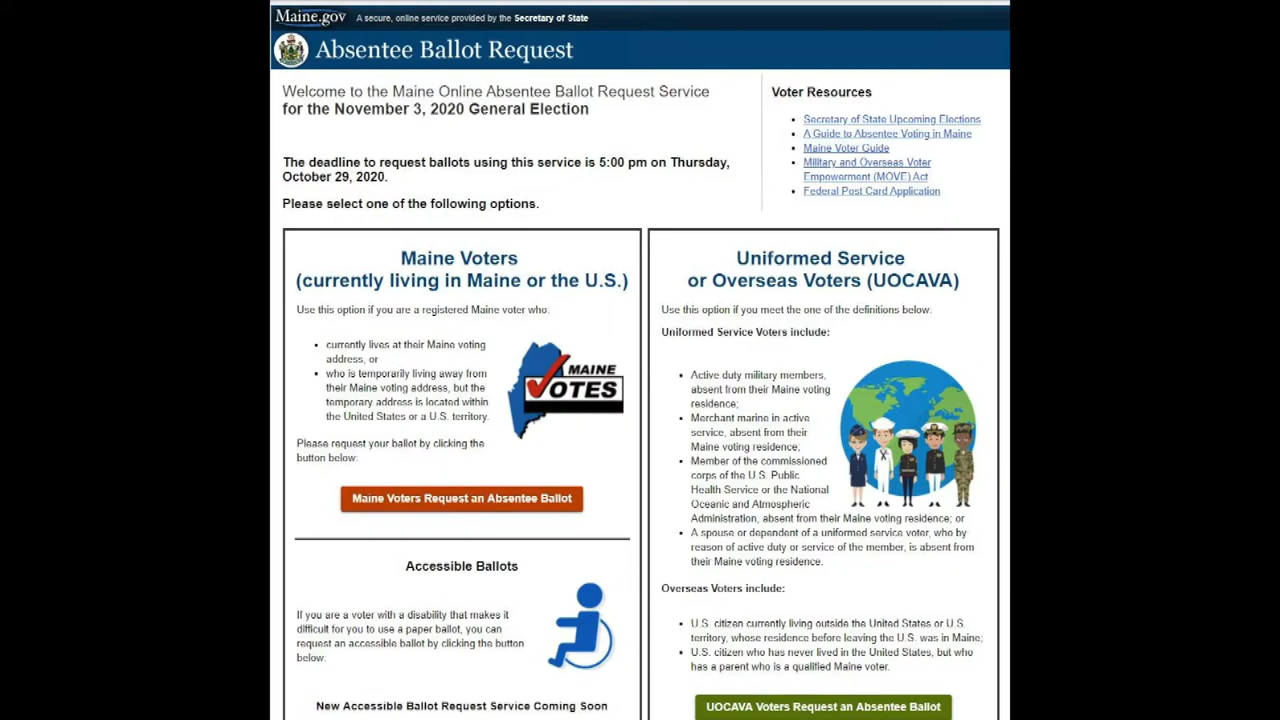 Maine.gov A secure, online service provided by the Secretary of State
Absentee Ballot Request
Welcome to the Maine Online Absentee Ballot Request Service
for the November 3, 2020 General Election
The deadline to request ballots using this service is 5:00 pm on Thursday,
October 29, 2020.
Please select one of the following options.
Voter Resources
Secretary of State Upcoming Elections
A Guide to Absentee Voting in Maine
Maine Voter Guide
Military and Overseas Voter
Empowerment (MOVE) Act
Federal Post Card Application
Maine Voters
(currently living in Maine or the U.S.)
Use this option if you are a registered Maine voter who:
currently lives at their Maine voting
address, or
who is temporarily living away from
their Maine voting address, but the
temporary address is located within
the United States or a U.S. territory.
MAINE
VOTES
Please request your ballot by clicking the
button below:
Maine Voters Request an Absentee Ballot
Accessible Ballots
If you are a voter with a disability that makes it
difficult for you to use a paper ballot, you can
request an accessible ballot by clicking the button
below:
New Accessible Ballot Request Service Coming Soon
Uniformed Service
or Overseas Voters (UOCAVA)
Use this option if you meet the one of the definitions below:
Uniformed Service Voters include:
Active duty military members,
absent from their Maine voting
residence;
Merchant marine in active
service, absent from their
Maine voting residence;
Member of the commissioned
corps of the U.S. Public
Health Service or the National
Oceanic and Atmospheric
Administration, absent from their Maine voting residence; or
A spouse or dependent of a uniformed service voter, who by
reason of active duty or service of the member, is absent from
their Maine voting residence.
Overseas Voters include:
U.S. citizen currently living outside the United States or U.S.
territory, whose residence before leaving the U.S. was in Maine;
U.S. citizen who has never lived in the United States, but who
has a parent who is a qualified Maine voter.
UOCAVA Voters Request an Absentee Ballot